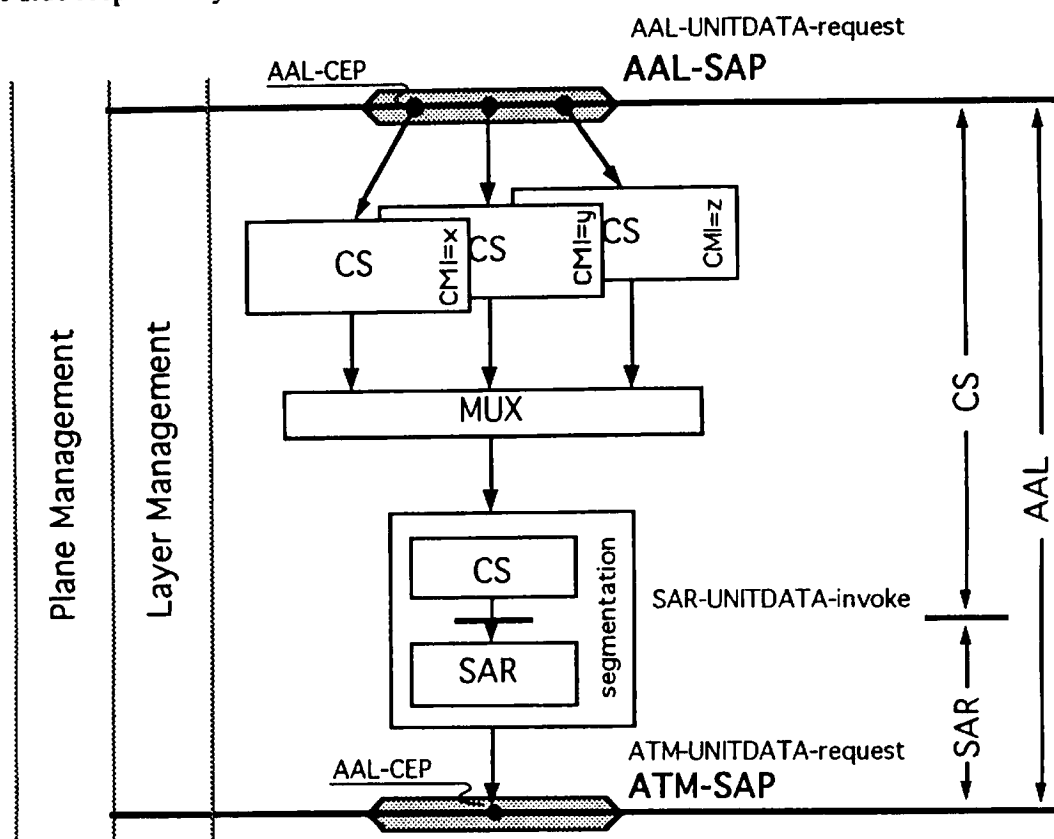 AAL-UNITDATA-request
AAL-CEP
AAL-SAP
CS
CMI=x
CS
CMI=y
CS
CMI=z
MUX
CS
SAR
segmentation
SAR-UNITDATA-invoke
ATM-UNITDATA-request
AAL-CEP
ATM-SAP
Plane Management
Layer Management
CS
SAR
AAL